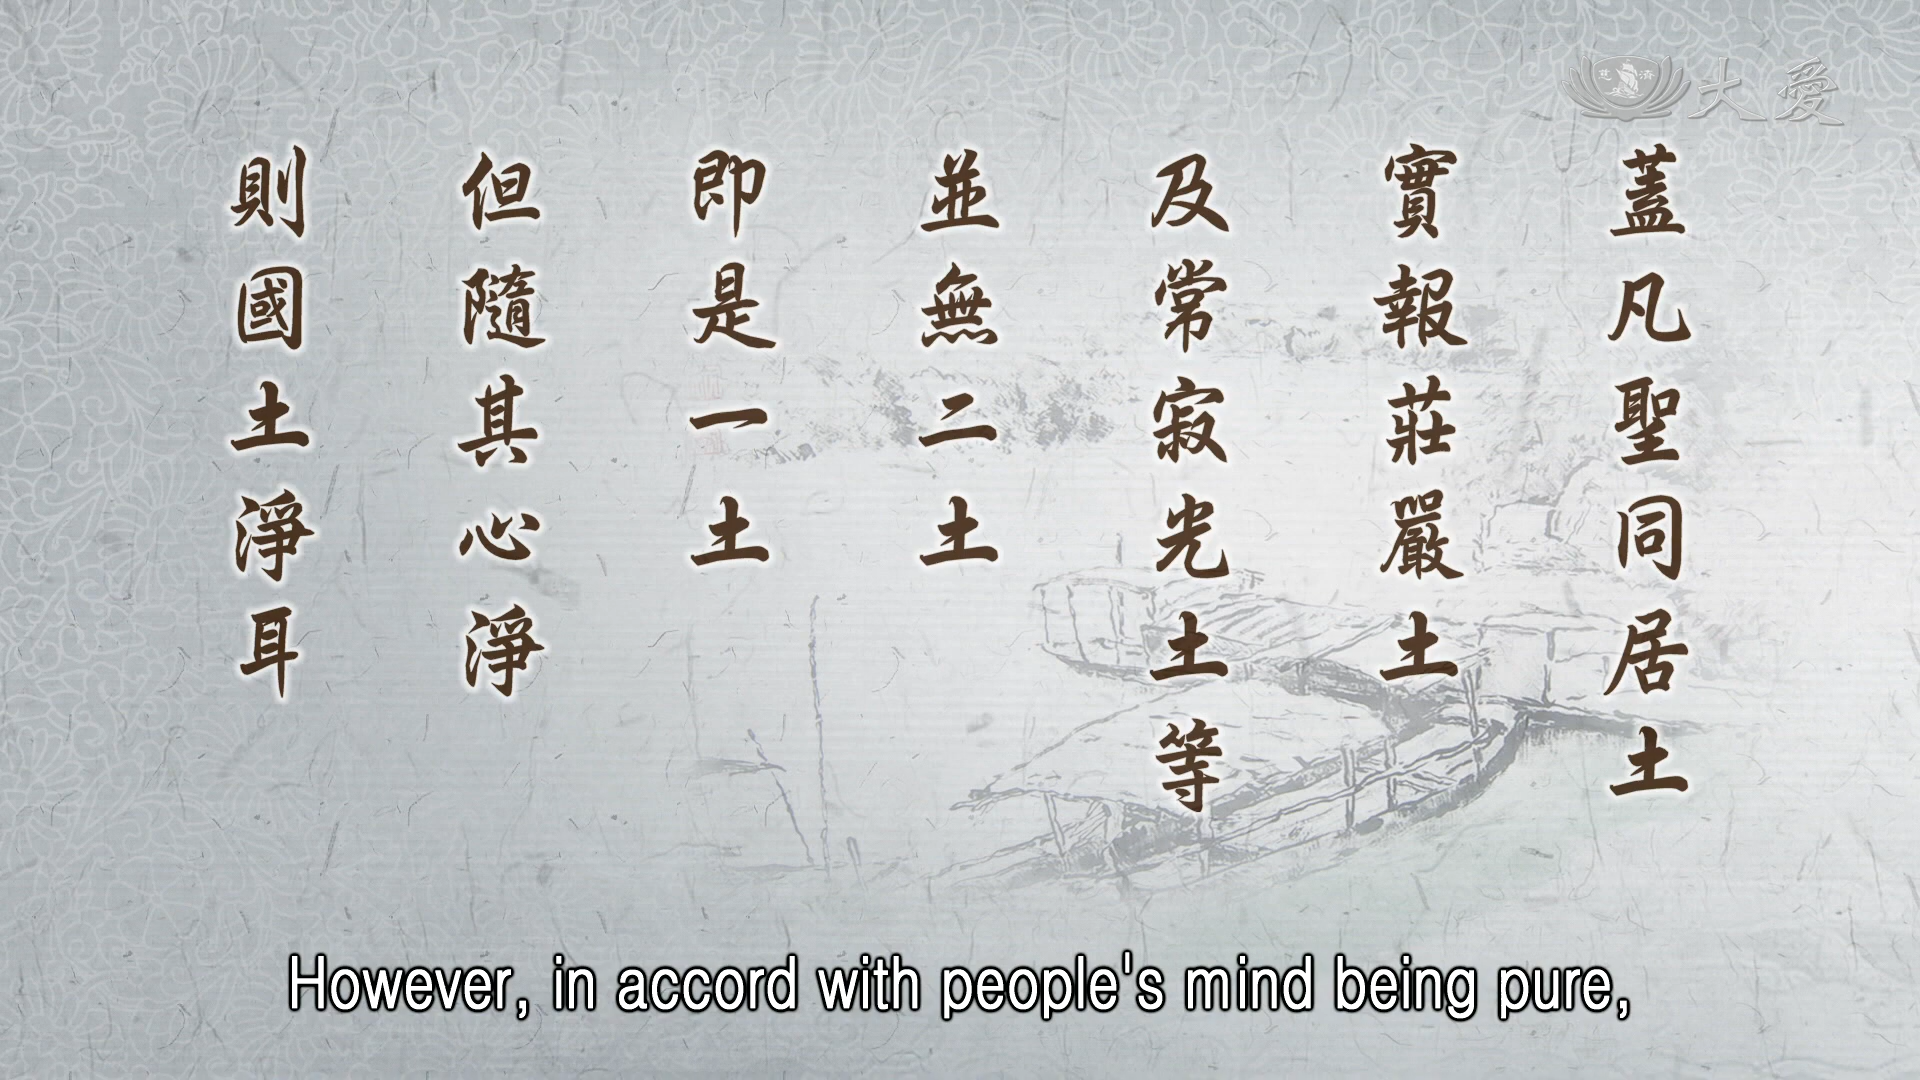 慈濟 大愛
蓋凡聖同居土
實報莊嚴土
及常寂光土等
並無二土
即是一土
但隨其心淨
則國土淨耳
However, in accord with people's mind being pure,